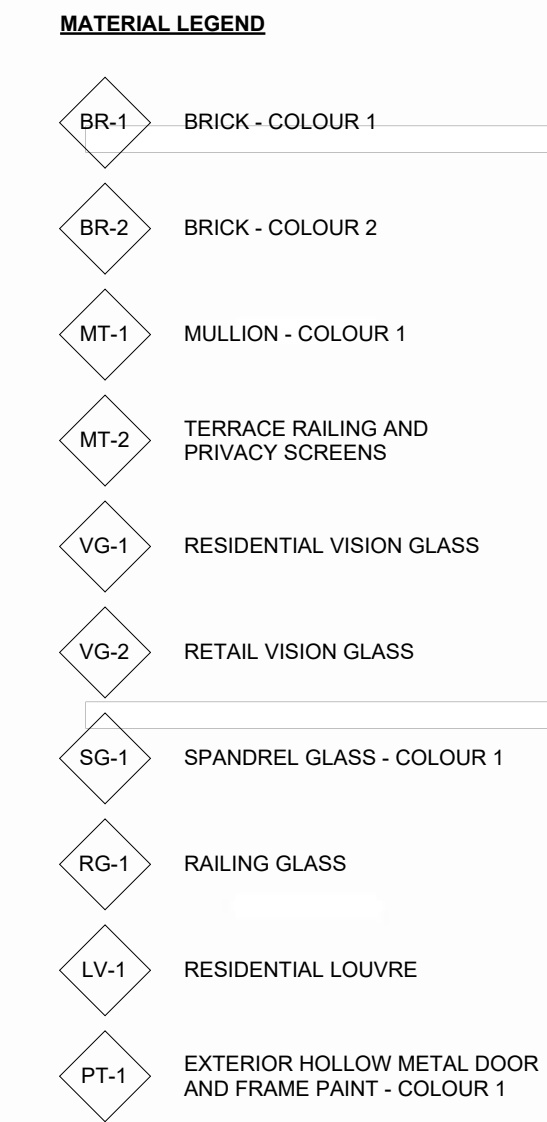 MATERIAL LEGEND
BR-1 BRICK - COLOUR 1
BR-2 BRICK - COLOUR 2
MT-1 MULLION - COLOUR 1
MT-2 TERRACE RAILING AND
PRIVACY SCREENS
VG-1 RESIDENTIAL VISION GLASS
VG-2 RETAIL VISION GLASS
SG-1 SPANDREL GLASS - COLOUR 1
RG-1 RAILING GLASS
LV-1 RESIDENTIAL LOUVRE
PT-1 EXTERIOR HOLLOW METAL DOOR
AND FRAME PAINT - COLOUR 1